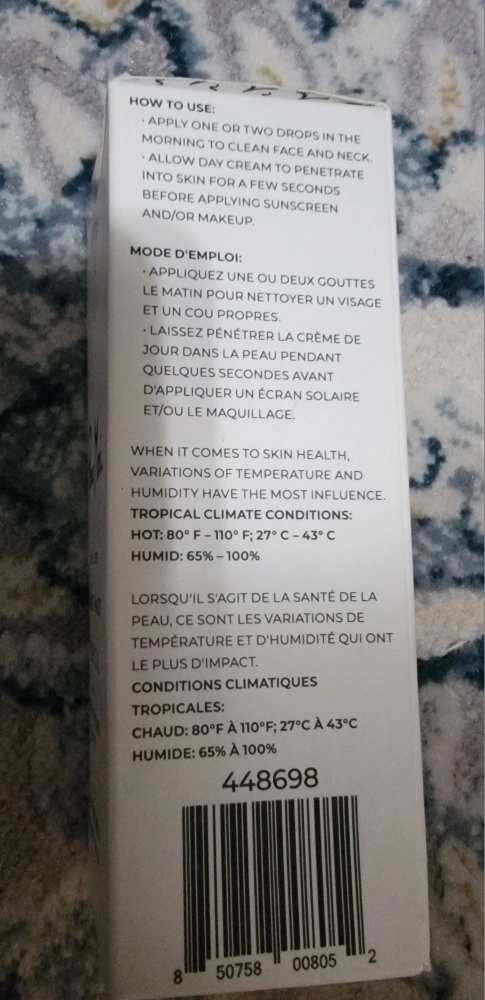 HOW TO USE:
• APPLY ONE OR TWO DROPS IN THE
MORNING TO CLEAN FACE AND NECK.
• ALLOW DAY CREAM TO PENETRATE
INTO SKIN FOR A FEW SECONDS
BEFORE APPLYING SUNSCREEN
AND/OR MAKEUP.
MODE D'EMPLOI:
• APPLIQUEZ UNE OU DEUX GOUTTES
LE MATIN POUR NETTOYER UN VISAGE
ET UN COU PROPRES.
• LAISSEZ PÉNÉTRER LA CRÈME DE
JOUR DANS LA PEAU PENDANT
QUELQUES SECONDES AVANT
D'APPLIQUER UN ÉCRAN SOLAIRE
ET/OU LE MAQUILLAGE.
WHEN IT COMES TO SKIN HEALTH,
VARIATIONS OF TEMPERATURE AND
HUMIDITY HAVE THE MOST INFLUENCE.
TROPICAL CLIMATE CONDITIONS:
HOT: 80° F – 110° F; 27° C – 43° C
HUMID: 65% – 100%
LORSQU'IL S'AGIT DE LA SANTÉ DE LA
PEAU, CE SONT LES VARIATIONS DE
TEMPÉRATURE ET D'HUMIDITÉ QUI ONT
LE PLUS D'IMPACT.
CONDITIONS CLIMATIQUES
TROPICALES:
CHAUD: 80°F À 110°F; 27°C À 43°C
HUMIDE: 65% À 100%
448698
8 50758 00805 2